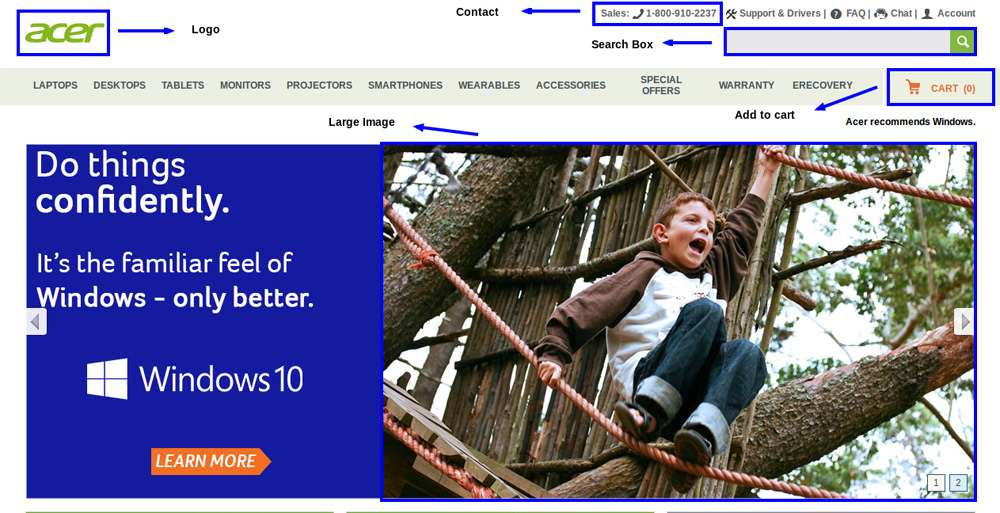 Contact
Sales: 1-800-910-2237 Support & Drivers | FAQ | Chat | Account
acer
Logo
Search Box
LAPTOPS DESKTOPS TABLETS MONITORS PROJECTORS SMARTPHONES WEARABLES ACCESSORIES SPECIAL OFFERS WARRANTY ERECOVERY CART (0)
Add to cart
Large Image
Acer recommends Windows.
Do things
confidently.
It's the familiar feel of
Windows - only better.
Windows 10
LEARN MORE
1 2